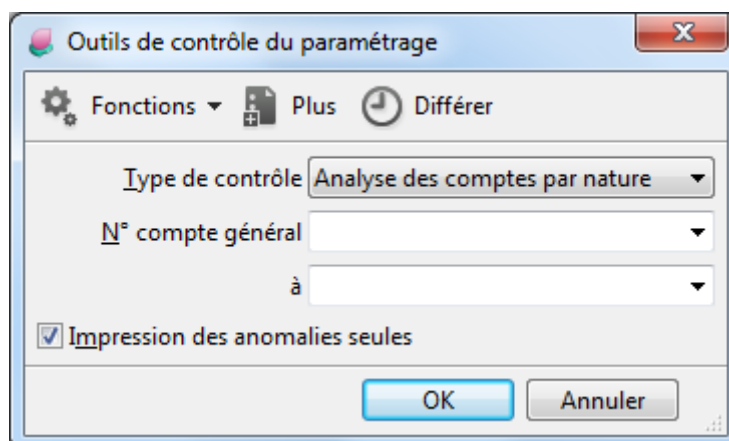 Outils de contrôle du paramétrage
Fonctions Plus Différer
Type de contrôle Analyse des comptes par nature
N° compte général
à
Impression des anomalies seules
OK Annuler